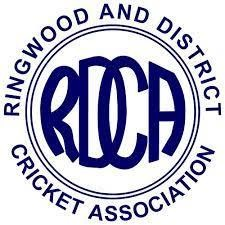 RINGWOOD AND DISTRICT
RDCA
CRICKET ASSOCIATION